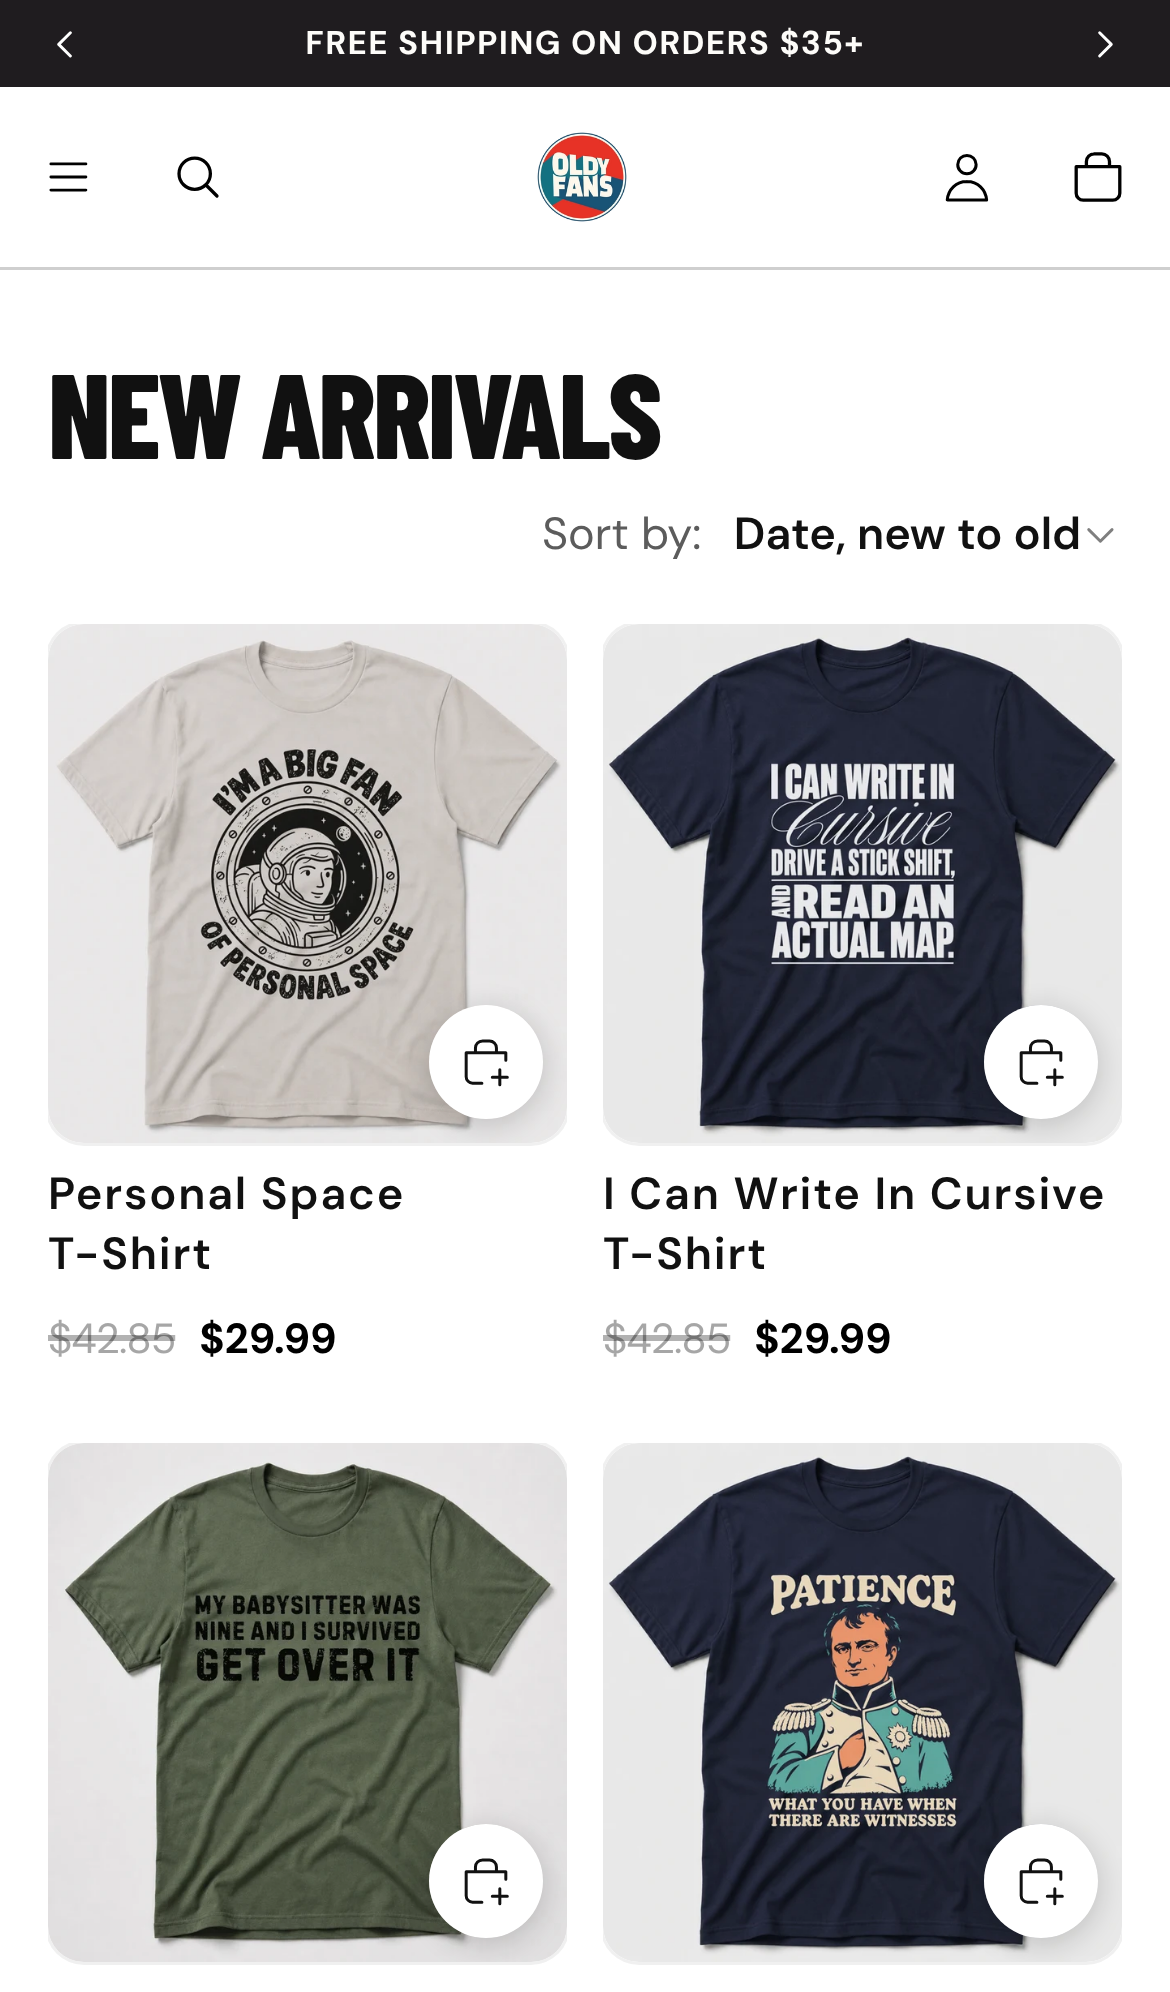 FREE SHIPPING ON ORDERS $35+
OLDY
FANS
NEW ARRIVALS
Sort by: Date, new to old
I'M A BIG FAN
OF PERSONAL SPACE
I CAN WRITE IN
Cursive
DRIVE A STICK SHIFT,
AND READ AN
ACTUAL MAP.
Personal Space
T-Shirt
$42.85 $29.99
I Can Write In Cursive
T-Shirt
$42.85 $29.99
MY BABYSITTER WAS
NINE AND I SURVIVED
GET OVER IT
PATIENCE
WHAT YOU HAVE WHEN
THERE ARE WITNESSES